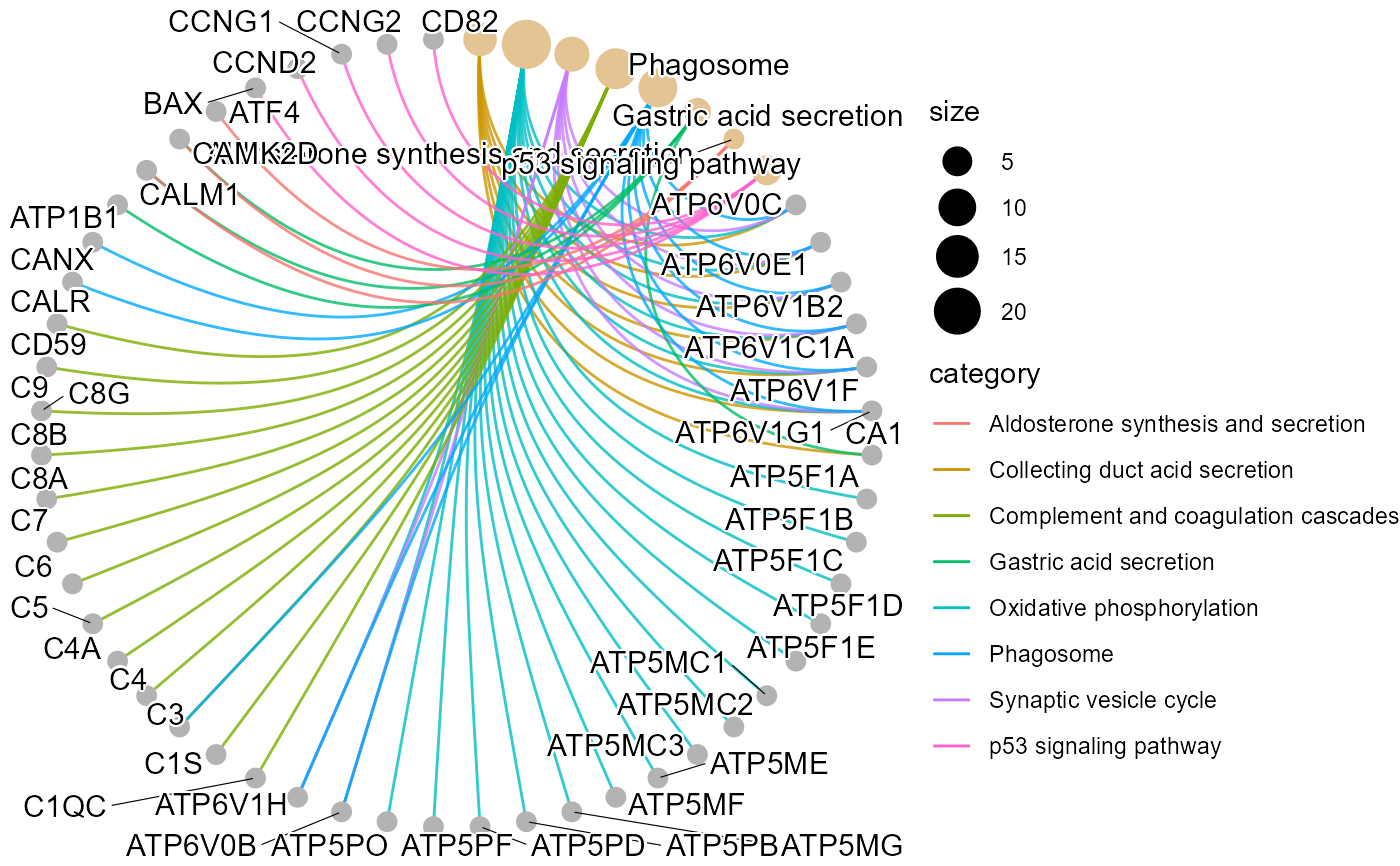 CCNG1
CCNG2
CD82
CCND2
Phagosome
BAX
ATF4
Gastric acid secretion
CAMK2D
Aldosterone synthesis and secretion
p53 signaling pathway
CALM1
ATP6V0C
ATP1B1
CANX
ATP6V0E1
CALR
ATP6V1B2
CD59
ATP6V1C1A
C9
C8G
ATP6V1F
C8B
ATP6V1G1
CA1
C8A
ATP5F1A
C7
ATP5F1B
C6
ATP5F1C
C5
ATP5F1D
C4A
ATP5F1E
ATP5MC1
C4
ATP5MC2
C3
ATP5MC3
C1S
ATP5ME
C1QC
ATP6V1H
ATP5MF
ATP6V0B
ATP5PO
ATP5PF
ATP5PD
ATP5PB
ATP5MG
size
5
10
15
20
category
Aldosterone synthesis and secretion
Collecting duct acid secretion
Complement and coagulation cascades
Gastric acid secretion
Oxidative phosphorylation
Phagosome
Synaptic vesicle cycle
p53 signaling pathway